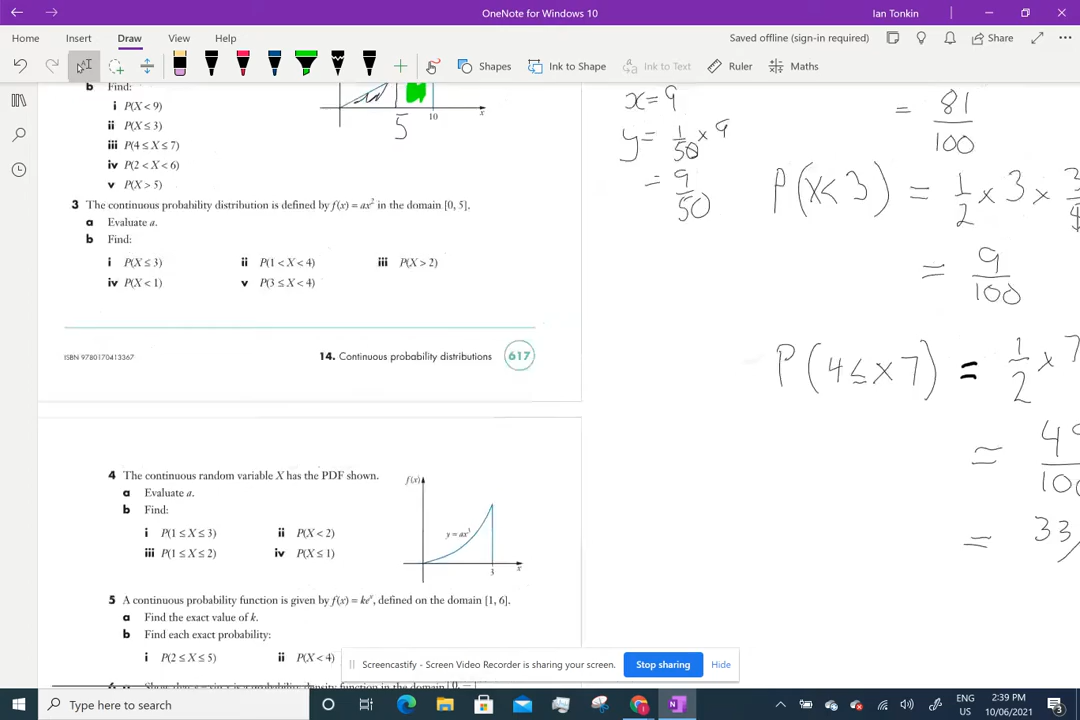 OneNote for Windows 10
Ian Tonkin
Home Insert Draw View Help
Saved offline (sign-in required)
Share
Shapes
Ink to Shape
Ink to Text
Ruler
Maths
b Find:
i P(X < 9)
ii P(X ≤ 3)
iii P(4 ≤ X ≤ 7)
iv P(2 < X < 6)
v P(X > 5)
5
10
x
3 The continuous probability distribution is defined by f(x) = ax² in the domain [0, 5].
a Evaluate a.
b Find:
i P(X ≤ 3) ii P(1 < X < 4) iii P(X > 2)
iv P(X < 1) v P(3 ≤ X < 4)
ISBN 9780170413367
14. Continuous probability distributions 617
4 The continuous random variable X has the PDF shown.
a Evaluate a.
b Find:
i P(1 ≤ X ≤ 3) ii P(X < 2)
iii P(1 ≤ X ≤ 2) iv P(X ≤ 1)
f(x)
y = ax³
3
x
5 A continuous probability function is given by f(x) = keˣ, defined on the domain [1, 6].
a Find the exact value of k.
b Find each exact probability:
i P(2 ≤ X ≤ 5) ii P(X < 4)
x = 9
y = 1/50 × 9
= 9/50
= 81/100
P(X < 3) = 1/2 × 3 ×
= 9/100
P(4 ≤ x 7) = 1/2 × 7
=
= 33/
Screencastify - Screen Video Recorder is sharing your screen.
Stop sharing
Hide
Type here to search
ENG
US
2:39 PM
10/06/2021
3